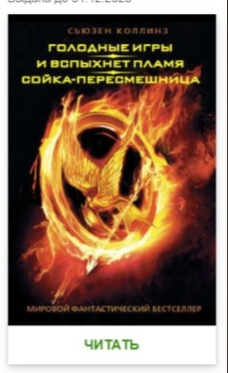 СЬЮЗЕН КОЛЛИНЗ
ГОЛОДНЫЕ ИГРЫ
И ВСПЫХНЕТ ПЛАМЯ
СОЙКА-ПЕРЕСМЕШНИЦА
МИРОВОЙ ФАНТАСТИЧЕСКИЙ БЕСТСЕЛЛЕР
ЧИТАТЬ